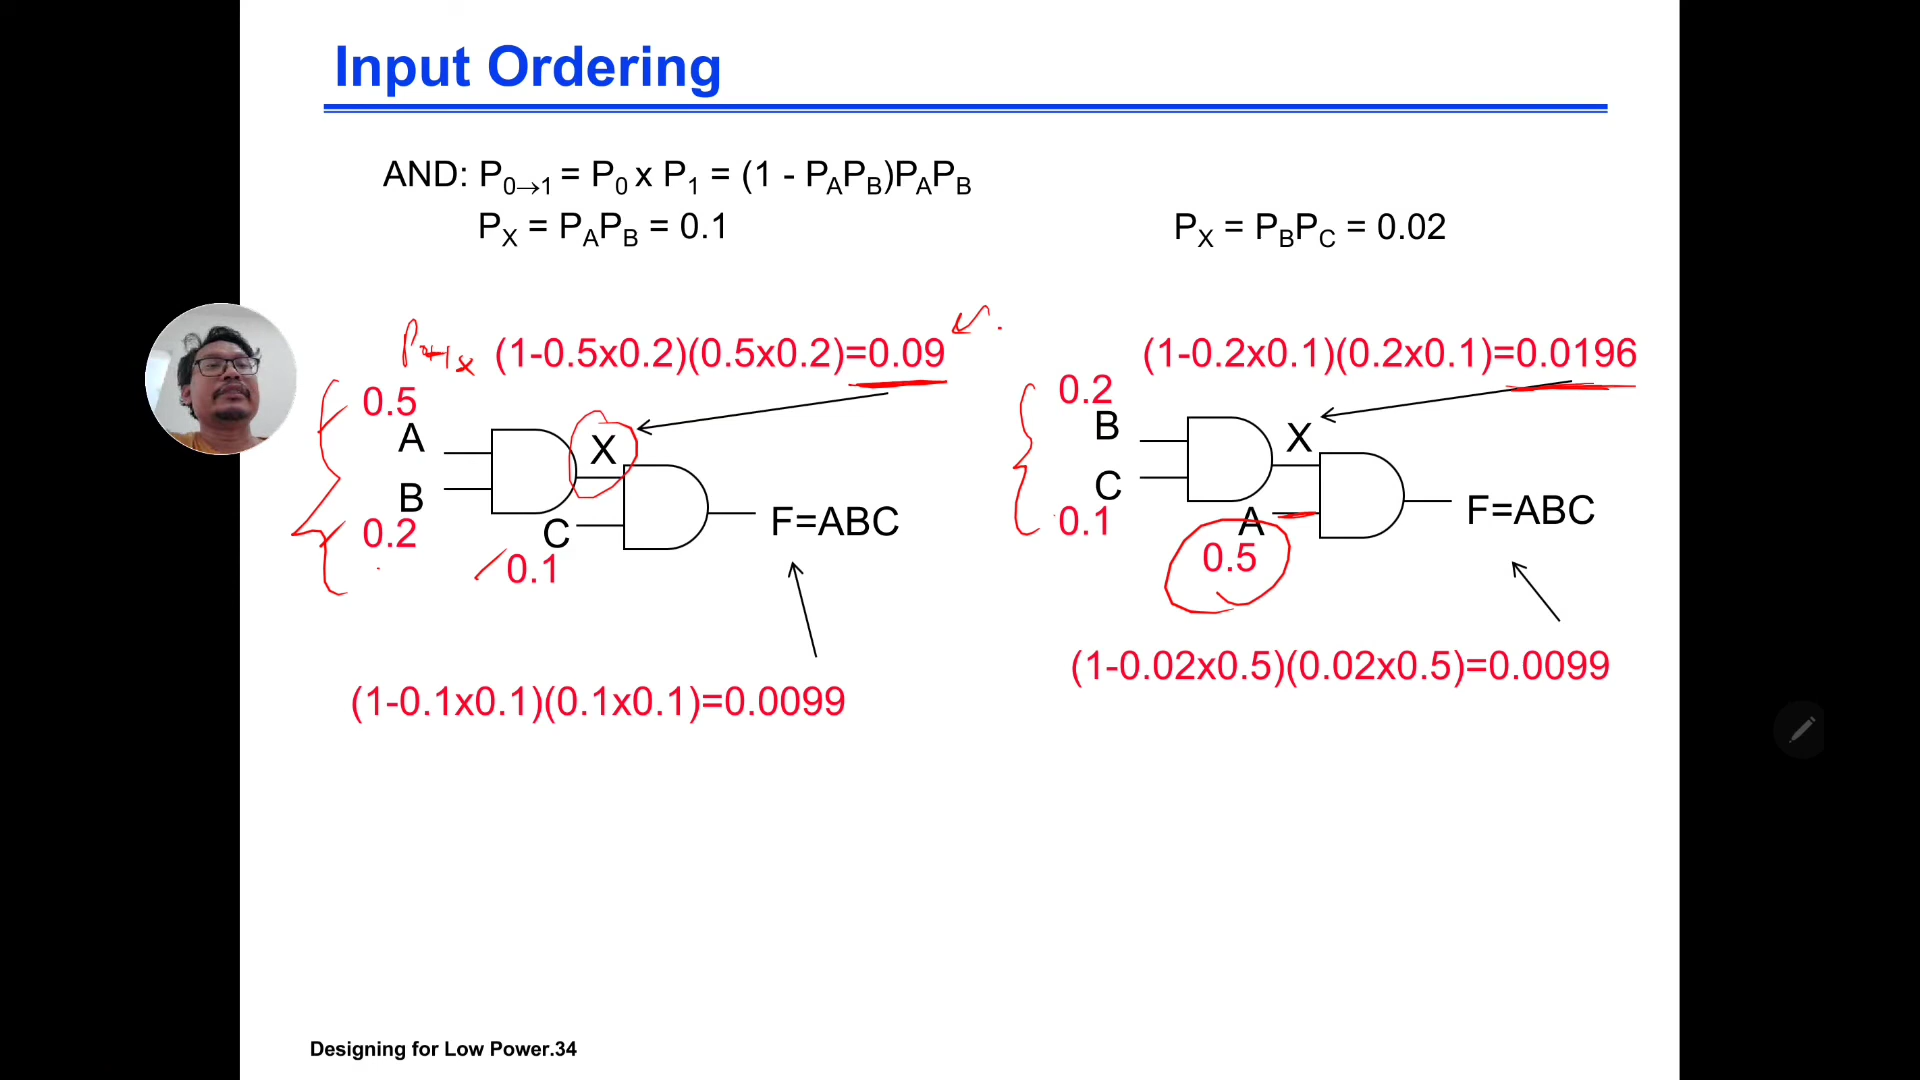 Input Ordering
AND: P0→1 = P0 x P1 = (1 - PAPB)PAPB
PX = PAPB = 0.1
PX = PBPC = 0.02
(1-0.5x0.2)(0.5x0.2)=0.09
(1-0.2x0.1)(0.2x0.1)=0.0196
0.5
A
X
B
0.2
C
0.1
F=ABC
0.2
B
X
C
0.1
A
0.5
F=ABC
(1-0.1x0.1)(0.1x0.1)=0.0099
(1-0.02x0.5)(0.02x0.5)=0.0099
Designing for Low Power.34